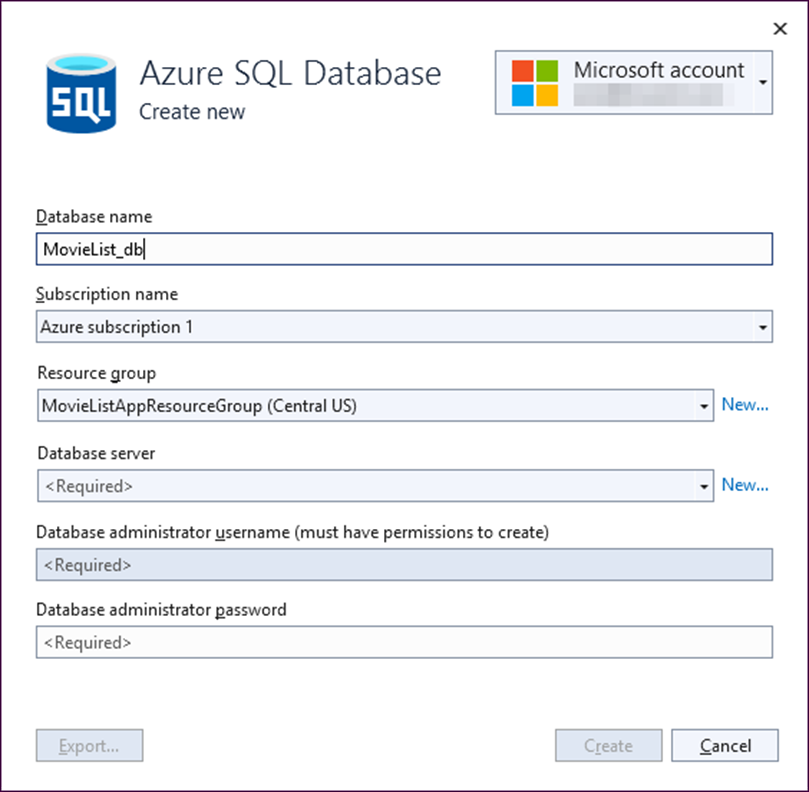 Azure SQL Database
Create new
SQL
Microsoft account
Database name
MovieList_db
Subscription name
Azure subscription 1
Resource group
MovieListAppResourceGroup (Central US)
New...
Database server
<Required>
New...
Database administrator username (must have permissions to create)
<Required>
Database administrator password
<Required>
Export...
Create
Cancel